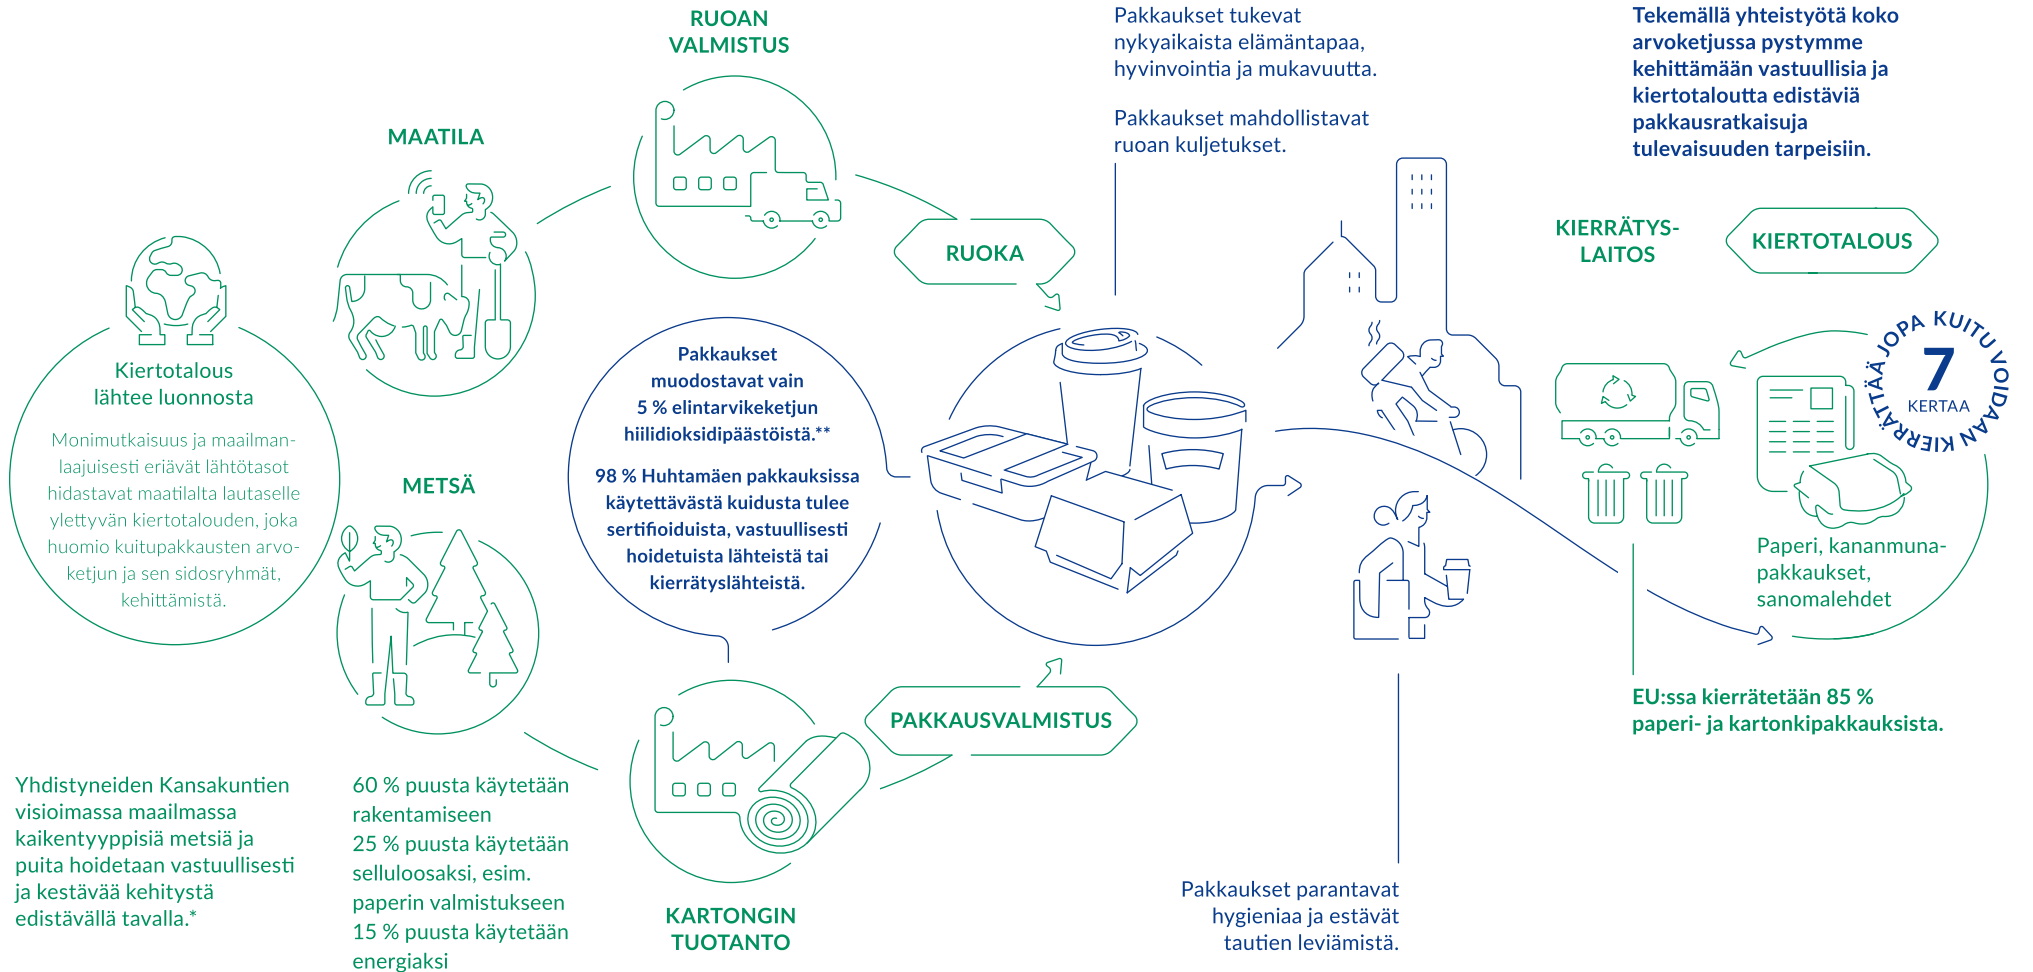 RUOAN
VALMISTUS
Pakkaukset tukevat
nykyaikaista elämäntapaa,
hyvinvointia ja mukavuutta.
Pakkaukset mahdollistavat
ruoan kuljetukset.
Tekemällä yhteistyötä koko
arvoketjussa pystymme
kehittämään vastuullisia ja
kiertotaloutta edistäviä
pakkausratkaisuja
tulevaisuuden tarpeisiin.
MAATILA
RUOKA
KIERRÄTYS-
LAITOS
KIERTOTALOUS
Kiertotalous
lähtee luonnosta
Monimutkaisuus ja maailman-
laajuisesti eriävät lähtötasot
hidastavat maatilalta lautaselle
ylettyvän kiertotalouden, joka
huomio kuitupakkausten arvo-
ketjun ja sen sidosryhmät,
kehittämistä.
Pakkaukset
muodostavat vain
5 % elintarvikeketjun
hiilidioksidipäästöistä.**
98 % Huhtamäen pakkauksissa
käytettävästä kuidusta tulee
sertifioiduista, vastuullisesti
hoidetuista lähteistä tai
kierrätyslähteistä.
JOPA KUITU VOIDAAN KIERRÄTTÄÄ
7
KERTAA
METSÄ
Paperi, kananmuna-
pakkaukset,
sanomalehdet
PAKKAUSVALMISTUS
EU:ssa kierrätetään 85 %
paperi- ja kartonkipakkauksista.
Yhdistyneiden Kansakuntien
visioimassa maailmassa
kaikentyyppisiä metsiä ja
puita hoidetaan vastuullisesti
ja kestävää kehitystä
edistävällä tavalla.*
60 % puusta käytetään
rakentamiseen
25 % puusta käytetään
selluloosaksi, esim.
paperin valmistukseen
15 % puusta käytetään
energiaksi
KARTONGIN
TUOTANTO
Pakkaukset parantavat
hygieniaa ja estävät
tautien leviämistä.